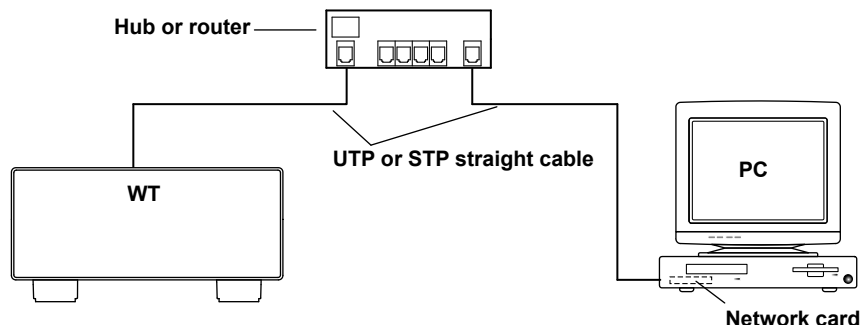 Hub or router
UTP or STP straight cable
WT
PC
Network card